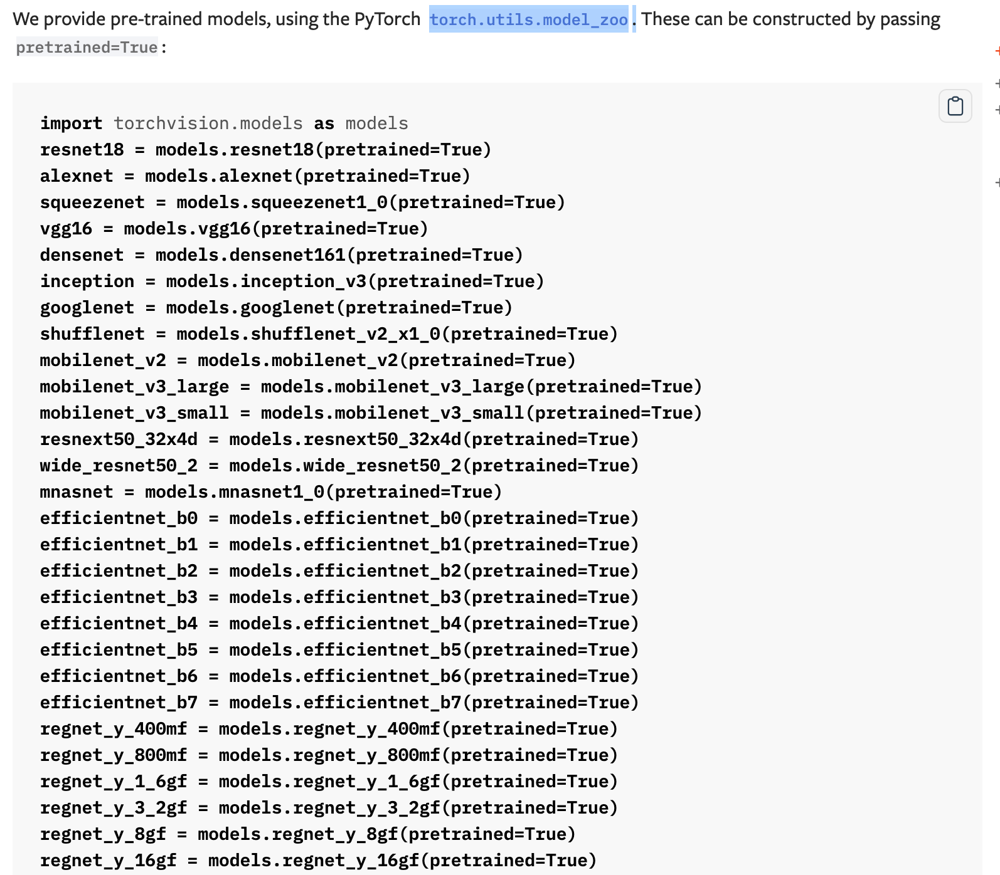 We provide pre-trained models, using the PyTorch torch.utils.model_zoo. These can be constructed by passing
pretrained=True:
import torchvision.models as models
resnet18 = models.resnet18(pretrained=True)
alexnet = models.alexnet(pretrained=True)
squeezenet = models.squeezenet1_0(pretrained=True)
vgg16 = models.vgg16(pretrained=True)
densenet = models.densenet161(pretrained=True)
inception = models.inception_v3(pretrained=True)
googlenet = models.googlenet(pretrained=True)
shufflenet = models.shufflenet_v2_x1_0(pretrained=True)
mobilenet_v2 = models.mobilenet_v2(pretrained=True)
mobilenet_v3_large = models.mobilenet_v3_large(pretrained=True)
mobilenet_v3_small = models.mobilenet_v3_small(pretrained=True)
resnext50_32x4d = models.resnext50_32x4d(pretrained=True)
wide_resnet50_2 = models.wide_resnet50_2(pretrained=True)
mnasnet = models.mnasnet1_0(pretrained=True)
efficientnet_b0 = models.efficientnet_b0(pretrained=True)
efficientnet_b1 = models.efficientnet_b1(pretrained=True)
efficientnet_b2 = models.efficientnet_b2(pretrained=True)
efficientnet_b3 = models.efficientnet_b3(pretrained=True)
efficientnet_b4 = models.efficientnet_b4(pretrained=True)
efficientnet_b5 = models.efficientnet_b5(pretrained=True)
efficientnet_b6 = models.efficientnet_b6(pretrained=True)
efficientnet_b7 = models.efficientnet_b7(pretrained=True)
regnet_y_400mf = models.regnet_y_400mf(pretrained=True)
regnet_y_800mf = models.regnet_y_800mf(pretrained=True)
regnet_y_1_6gf = models.regnet_y_1_6gf(pretrained=True)
regnet_y_3_2gf = models.regnet_y_3_2gf(pretrained=True)
regnet_y_8gf = models.regnet_y_8gf(pretrained=True)
regnet_y_16gf = models.regnet_y_16gf(pretrained=True)